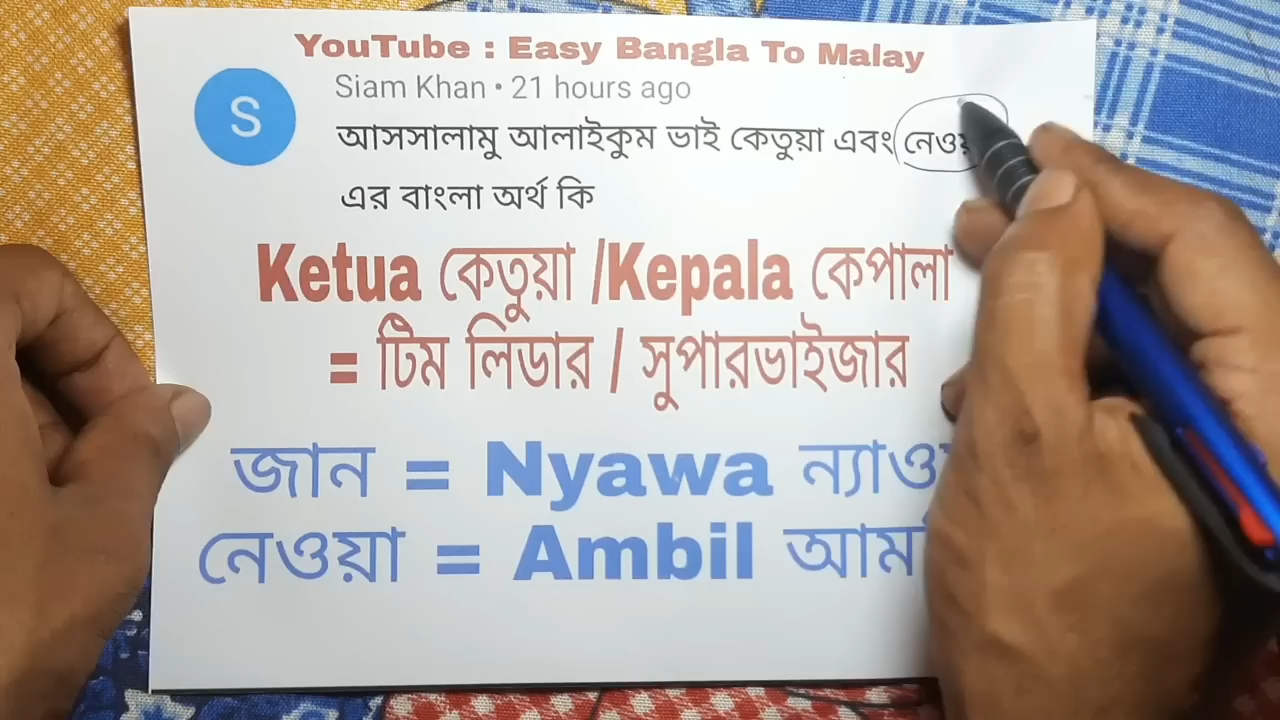 YouTube : Easy Bangla To Malay
S
Siam Khan • 21 hours ago
আসসালামু আলাইকুম ভাই কেতুয়া এবং
এর বাংলা অর্থ কি
Ketua কেতুয়া /Kepala কেপালা
= টিম লিডার / সুপারভাইজার
জান = Nyawa
নেওয়া = Ambil